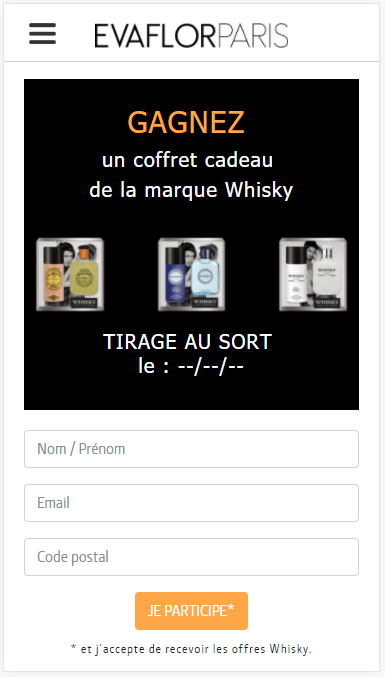 EVAFLORPARIS
GAGNEZ
un coffret cadeau
de la marque Whisky
WHISKY
WHISKY
WHISKY
TIRAGE AU SORT
le : --/--/--
Nom / Prénom
Email
Code postal
JE PARTICIPE*
* et j'accepte de recevoir les offres Whisky.